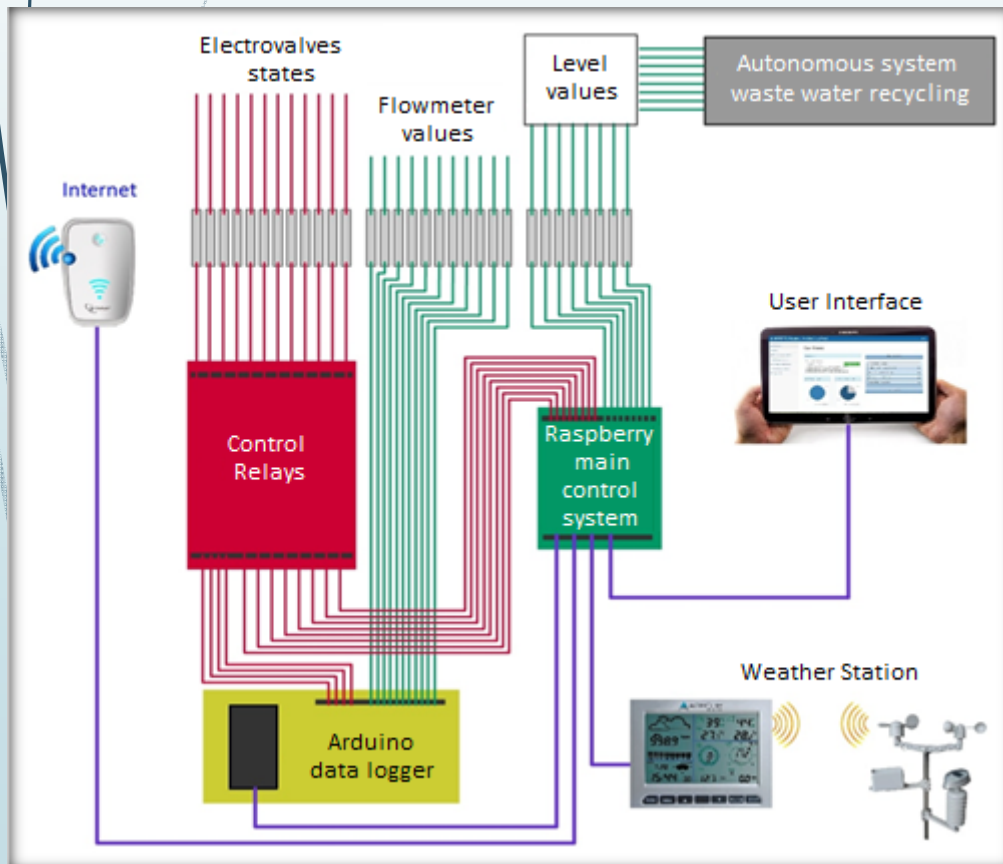 Electrovalves
states
Flowmeter
values
Level
values
Autonomous system
waste water recycling
Internet
User Interface
Control
Relays
Raspberry
main
control
system
Weather Station
Arduino
data logger